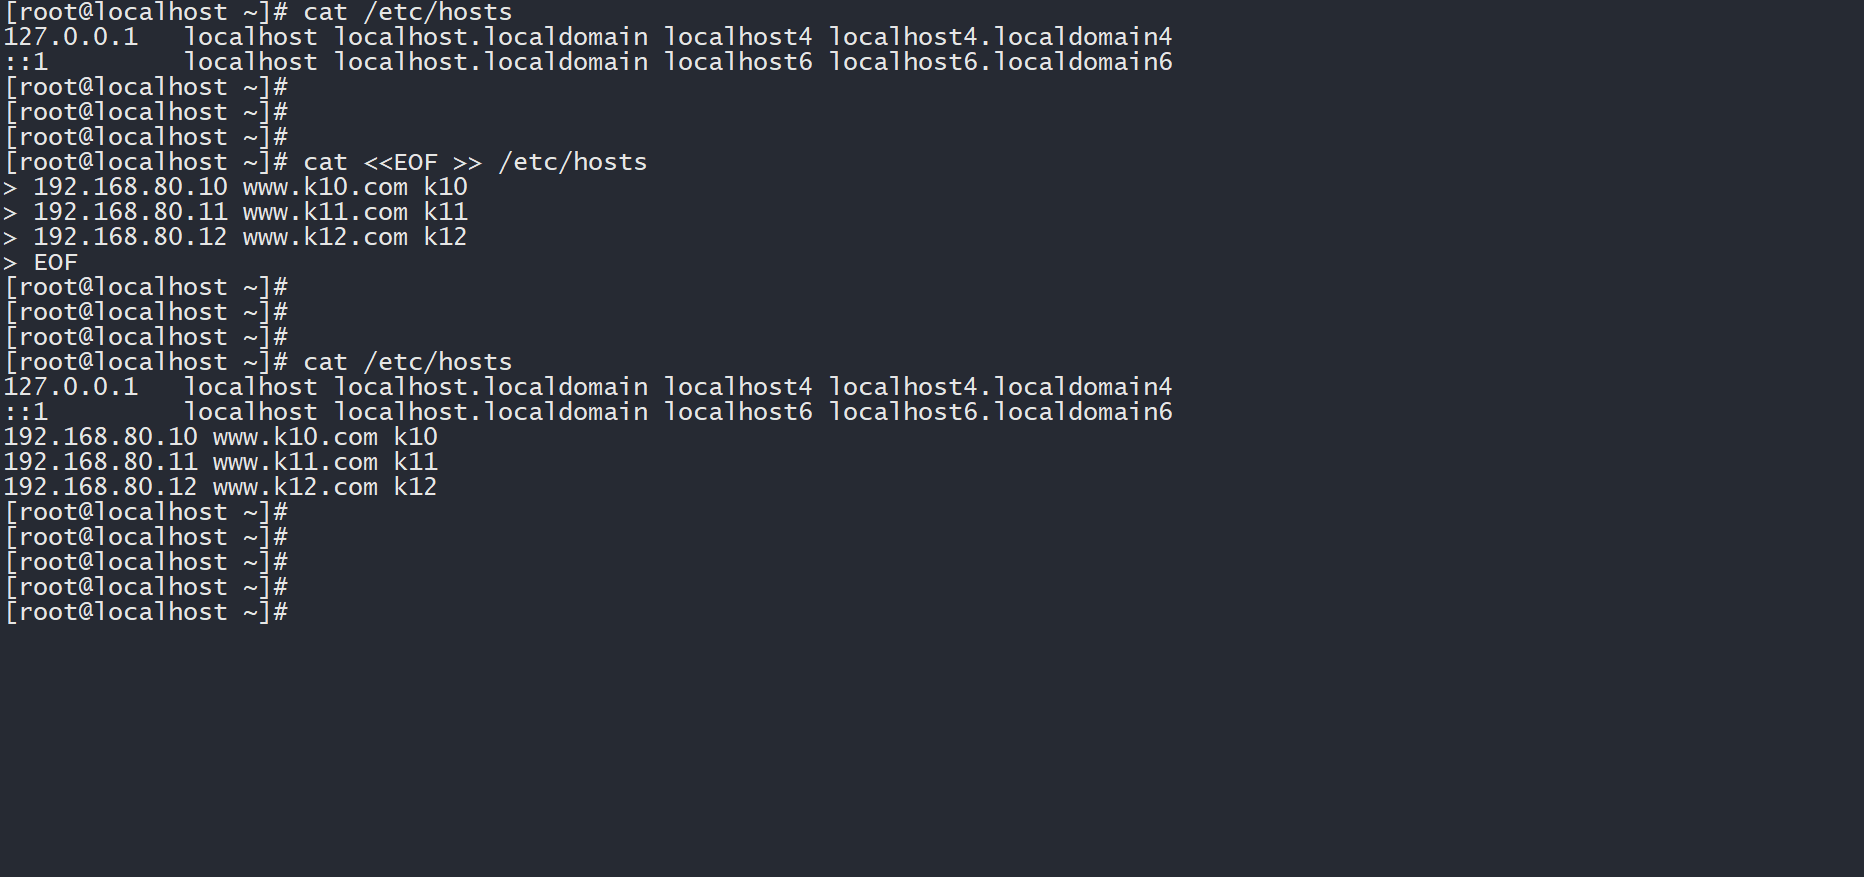 [root@localhost ~]# cat /etc/hosts
127.0.0.1   localhost localhost.localdomain localhost4 localhost4.localdomain4
::1         localhost localhost.localdomain localhost6 localhost6.localdomain6
[root@localhost ~]#
[root@localhost ~]#
[root@localhost ~]#
[root@localhost ~]# cat <<EOF >> /etc/hosts
> 192.168.80.10 www.k10.com k10
> 192.168.80.11 www.k11.com k11
> 192.168.80.12 www.k12.com k12
> EOF
[root@localhost ~]#
[root@localhost ~]#
[root@localhost ~]#
[root@localhost ~]# cat /etc/hosts
127.0.0.1   localhost localhost.localdomain localhost4 localhost4.localdomain4
::1         localhost localhost.localdomain localhost6 localhost6.localdomain6
192.168.80.10 www.k10.com k10
192.168.80.11 www.k11.com k11
192.168.80.12 www.k12.com k12
[root@localhost ~]#
[root@localhost ~]#
[root@localhost ~]#
[root@localhost ~]#
[root@localhost ~]#